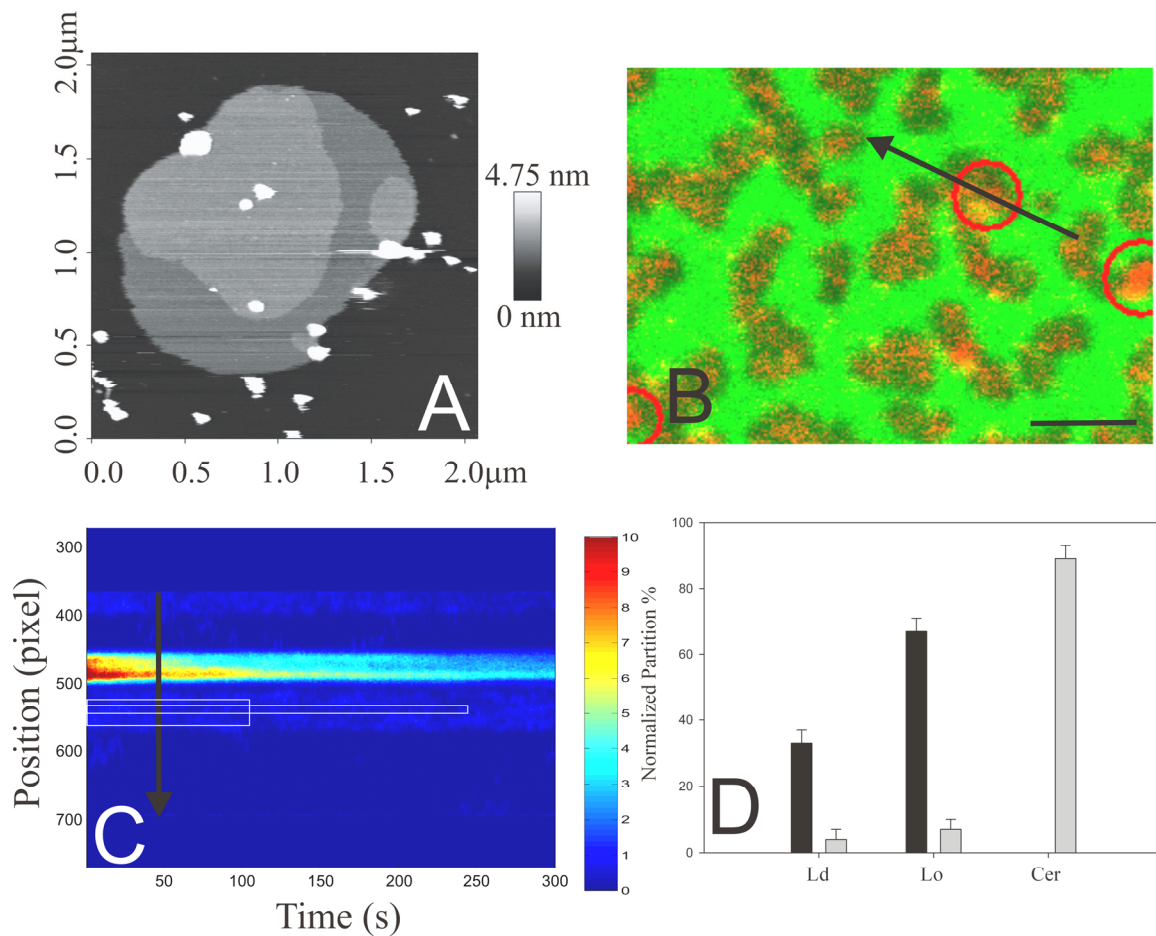 2.0μm
1.5
1.0
0.5
0.0
0.0 0.5 1.0 1.5 2.0μm
4.75 nm
0 nm
A
B
Position (pixel)
300
400
500
600
700
50 100 150 200 250 300
Time (s)
C
10
9
8
7
6
5
4
3
2
1
0
Normalized Partition %
100
80
60
40
20
0
Ld Lo Cer
D